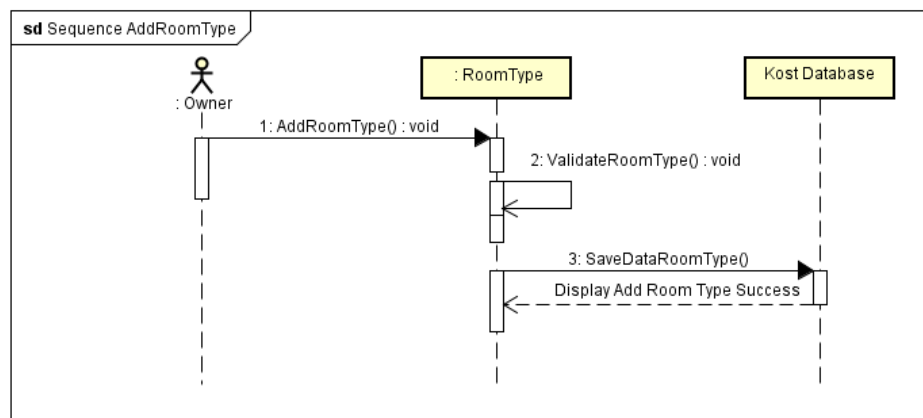 sd Sequence AddRoomType
: Owner
: RoomType
Kost Database
1: AddRoomType() : void
2: ValidateRoomType() : void
3: SaveDataRoomType()
Display Add Room Type Success